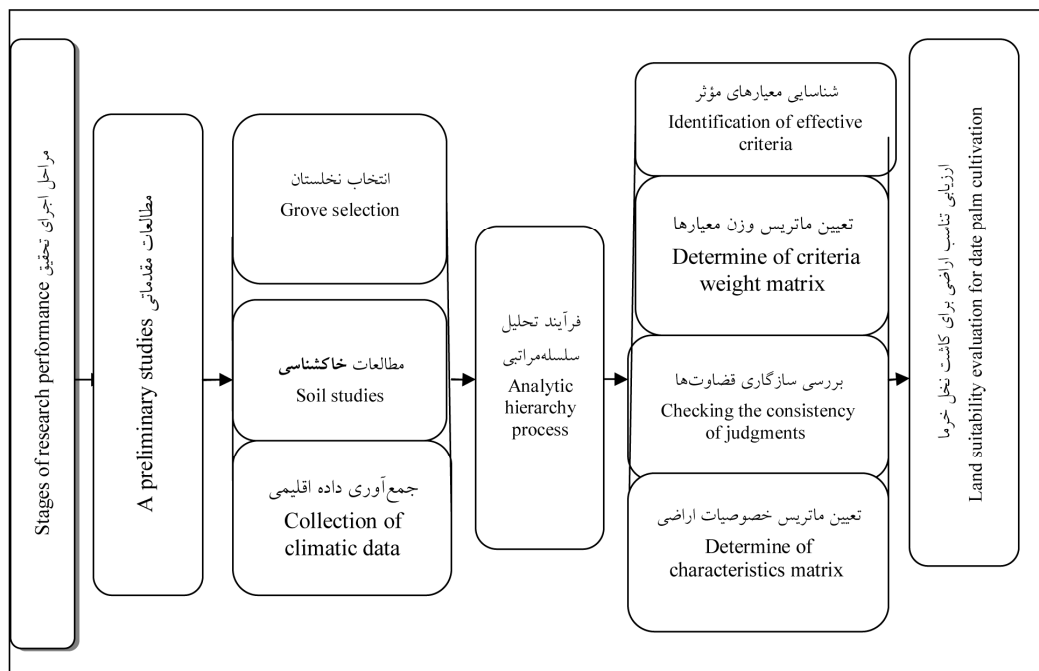 مراحل اجرای تحقیق
Stages of research performance
مطالعات مقدماتی
A preliminary studies
انتخاب نخلستان
Grove selection
مطالعات خاکشناسی
Soil studies
جمع‌آوری داده اقلیمی
Collection of
climatic data
فرآیند تحلیل
سلسله‌مراتبی
Analytic
hierarchy
process
شناسایی معیارهای مؤثر
Identification of effective
criteria
تعیین ماتریس وزن معیارها
Determine of criteria
weight matrix
بررسی سازگاری قضاوت‌ها
Checking the consistency
of judgments
تعیین ماتریس خصوصیات اراضی
Determine of
characteristics matrix
ارزیابی تناسب اراضی برای کاشت نخل خرما
Land suitability evaluation for date palm cultivation